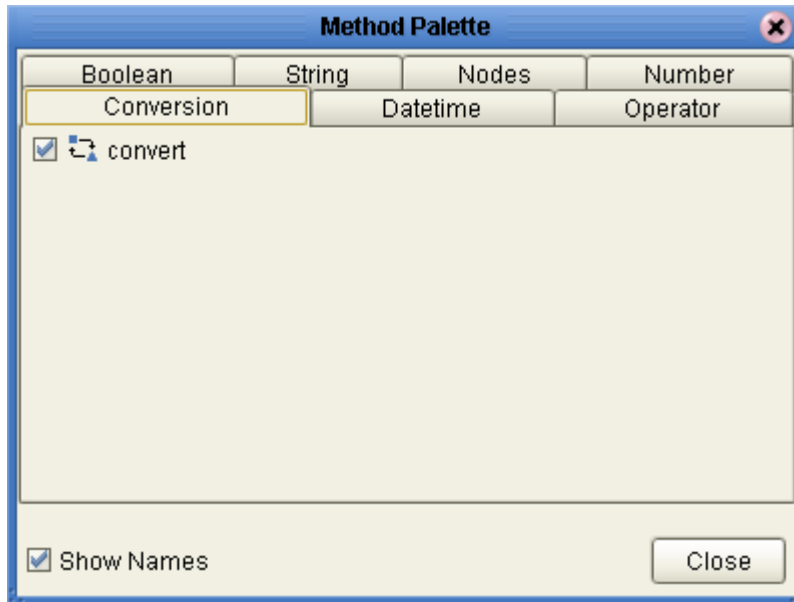 Method Palette
Boolean String Nodes Number
Conversion Datetime Operator
convert
Show Names Close